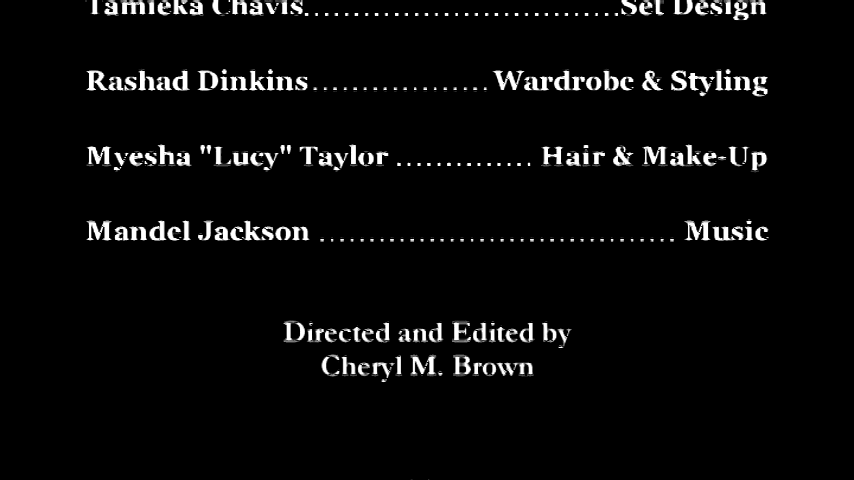 Tamieka Chavis................................Set Design
Rashad Dinkins.................. Wardrobe & Styling
Myesha "Lucy" Taylor .............. Hair & Make-Up
Mandel Jackson .................................... Music
Directed and Edited by
Cheryl M. Brown